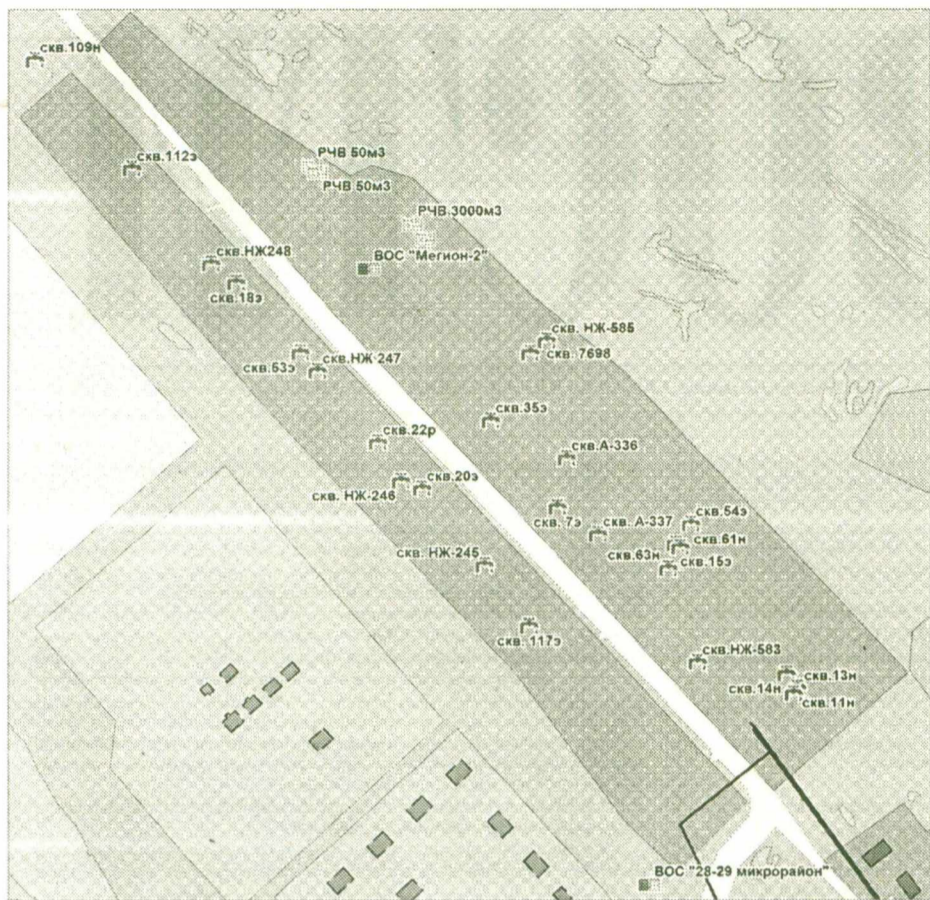 скв.109н
РЧВ 50м3
скв.112э
РЧВ 50м3
РЧВ 3000м3
ВОС "Мегион-2"
скв.НЖ248
скв.18э
скв. НЖ-585
скв. 7698
скв.53э
скв.НЖ-247
скв.35э
скв.22р
скв.А-336
скв.20э
скв. НЖ-246
скв. 7э
скв. А-337
скв.54э
скв.61н
скв.63н
скв.15э
скв. НЖ-245
скв. 117э
скв.НЖ-583
скв.13н
скв.14н
скв.11н
ВОС "28-29 микрорайон"